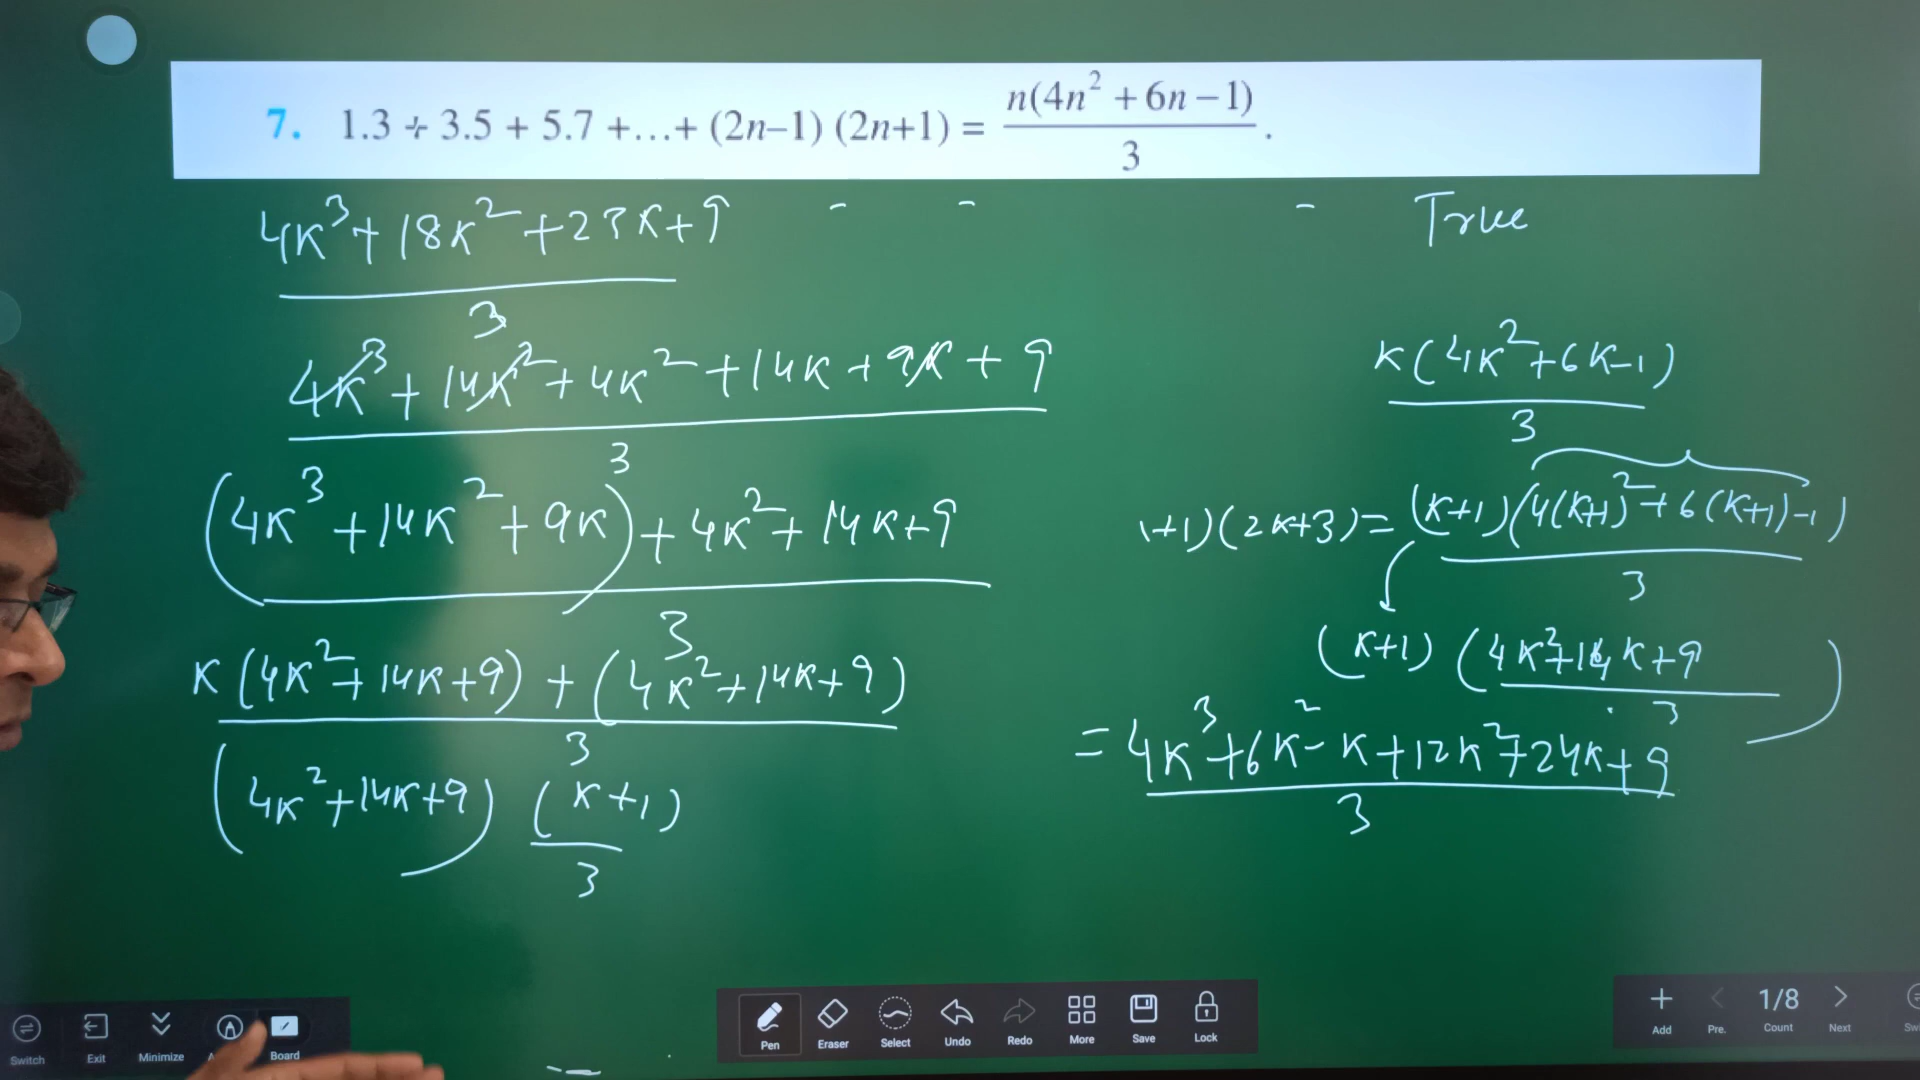 7. 1.3 + 3.5 + 5.7 +...+ (2n–1) (2n+1) = n(4n² + 6n – 1)/3 .
4K³+18K²+23K+9 - - - True
3
4K³+14K²+4K²+14K+9K+9
3
(4K³+14K²+9K)+4K²+14K+9
3
K(4K²+14K+9)+(4K²+14K+9)
3
(4K²+14K+9) (K+1)
3
K(4K²+6K-1)
3
+1)(2K+3)=(K+1)(4(K+1)²+6(K+1)-1)
3
(K+1)(4K²+14K+9)
3
=4K³+6K²-K+12K²+24K+9
3
Switch Exit Minimize Board
Pen Eraser Select Undo Redo More Save Lock
Add Pre. 1/8 Count Next